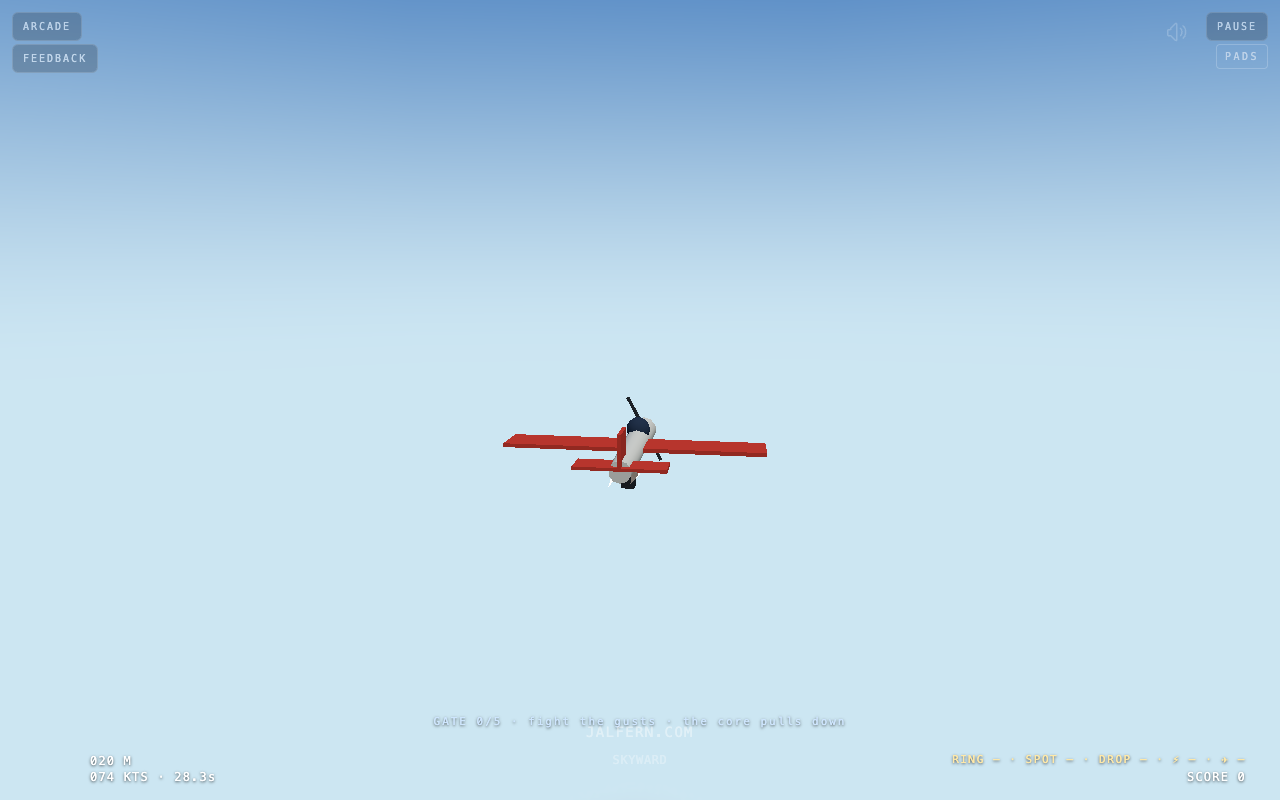 ARCADE
PAUSE
FEEDBACK
PADS
GATE 0/5 · fight the gusts · the core pulls down
JALPERN.COM
SKYWARD
020 M
074 KTS · 28.3s
RING — · SPOT — · DROP — · ⚡ — · ✈ —
SCORE 0